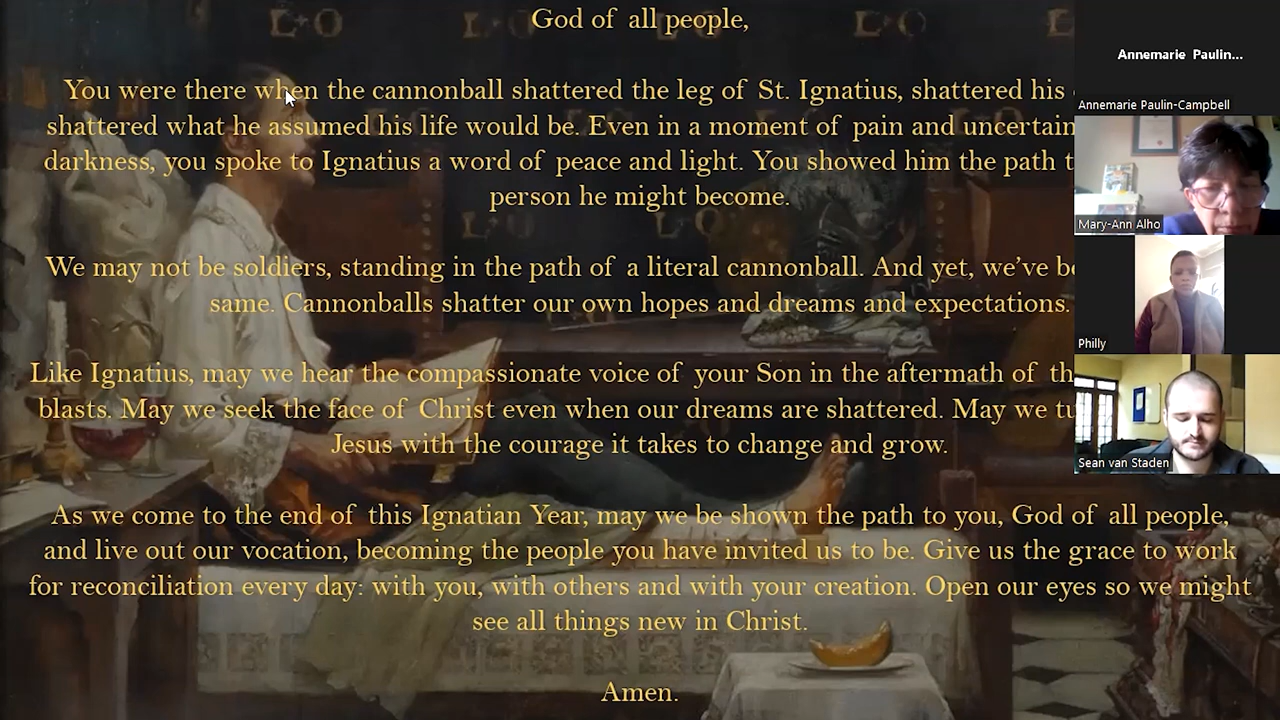 God of all people,
You were there when the cannonball shattered the leg of St. Ignatius, shattered his
shattered what he assumed his life would be. Even in a moment of pain and
darkness, you spoke to Ignatius a word of peace and light. You showed him the path
person he might become.
We may not be soldiers, standing in the path of a literal cannonball. And yet, we’ve
same. Cannonballs shatter our own hopes and dreams and expectations.
Like Ignatius, may we hear the compassionate voice of your Son in the aftermath of
blasts. May we seek the face of Christ even when our dreams are shattered. May we
Jesus with the courage it takes to change and grow.
As we come to the end of this Ignatian Year, may we be shown the path to you, God of all people,
and live out our vocation, becoming the people you have invited us to be. Give us the grace to work
for reconciliation every day: with you, with others and with your creation. Open our eyes so we might
see all things new in Christ.
Amen.
Annemarie Paulin...
Annemarie Paulin-Campbell
Mary-Ann Alho
Philly
Sean van Staden